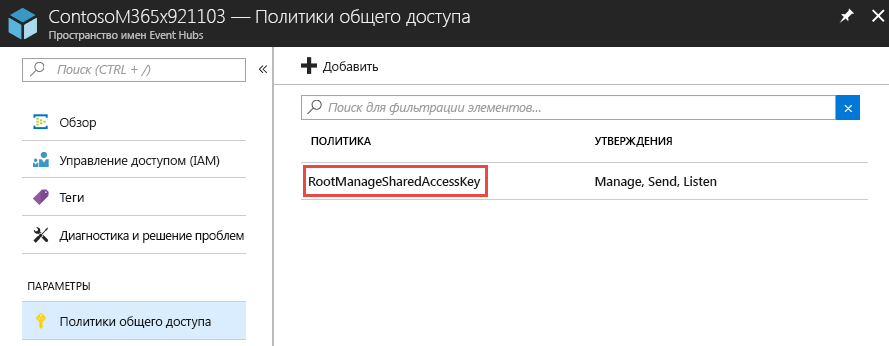 ContosoM365x921103 — Политики общего доступа
Пространство имен Event Hubs
Поиск (CTRL + /)
«
Обзор
Управление доступом (IAM)
Теги
Диагностика и решение проблем
ПАРАМЕТРЫ
Политики общего доступа
Добавить
Поиск для фильтрации элементов...
ПОЛИТИКА
УТВЕРЖДЕНИЯ
RootManageSharedAccessKey
Manage, Send, Listen